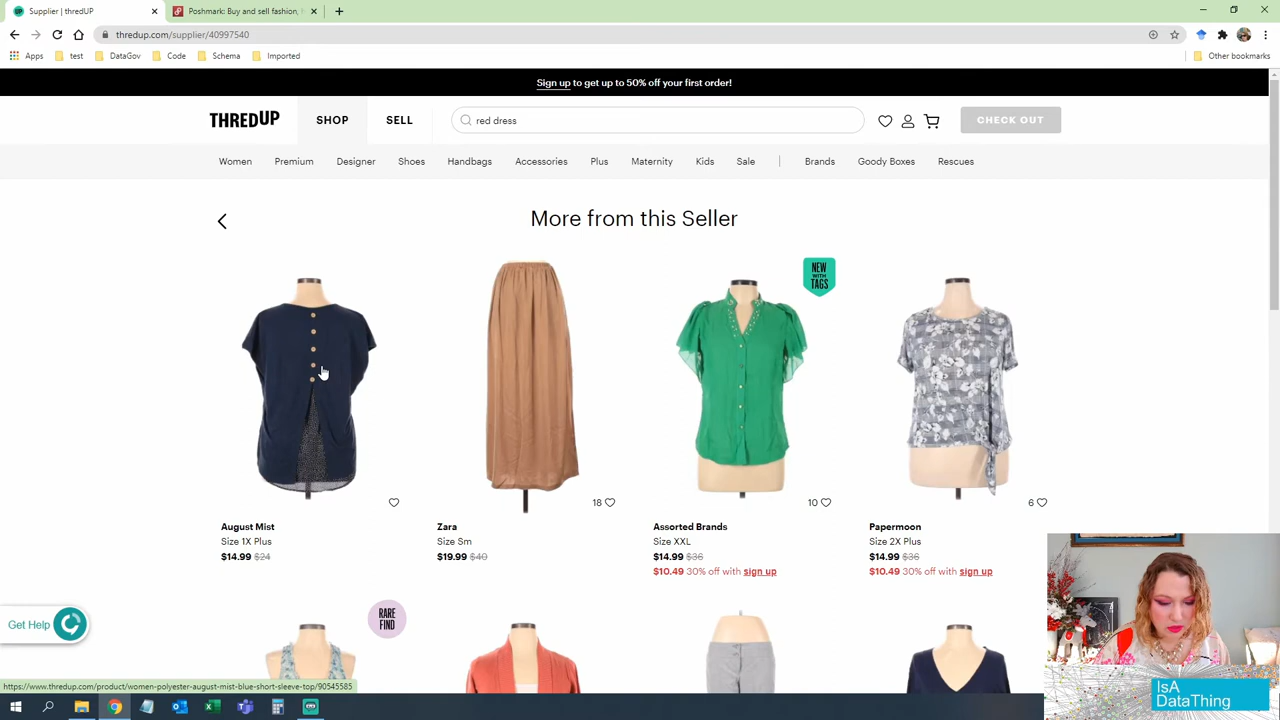 Supplier | thredUP
Poshmark: Buy and sell fashion, h
thredup.com/supplier/40997540
Apps
test
DataGov
Code
Schema
Imported
Other bookmarks
Sign up to get up to 50% off your first order!
THREDUP
SHOP
SELL
red dress
CHECK OUT
Women
Premium
Designer
Shoes
Handbags
Accessories
Plus
Maternity
Kids
Sale
Brands
Goody Boxes
Rescues
More from this Seller
NEW
WITH
TAGS
18
10
6
August Mist
Size 1X Plus
$14.99 $24
Zara
Size Sm
$19.99 $40
Assorted Brands
Size XXL
$14.99 $36
$10.49 30% off with sign up
Papermoon
Size 2X Plus
$14.99 $36
$10.49 30% off with sign up
RARE
FIND
Get Help
https://www.thredup.com/product/women-polyester-august-mist-blue-short-sleeve-top/90545585
IsA
DataThing